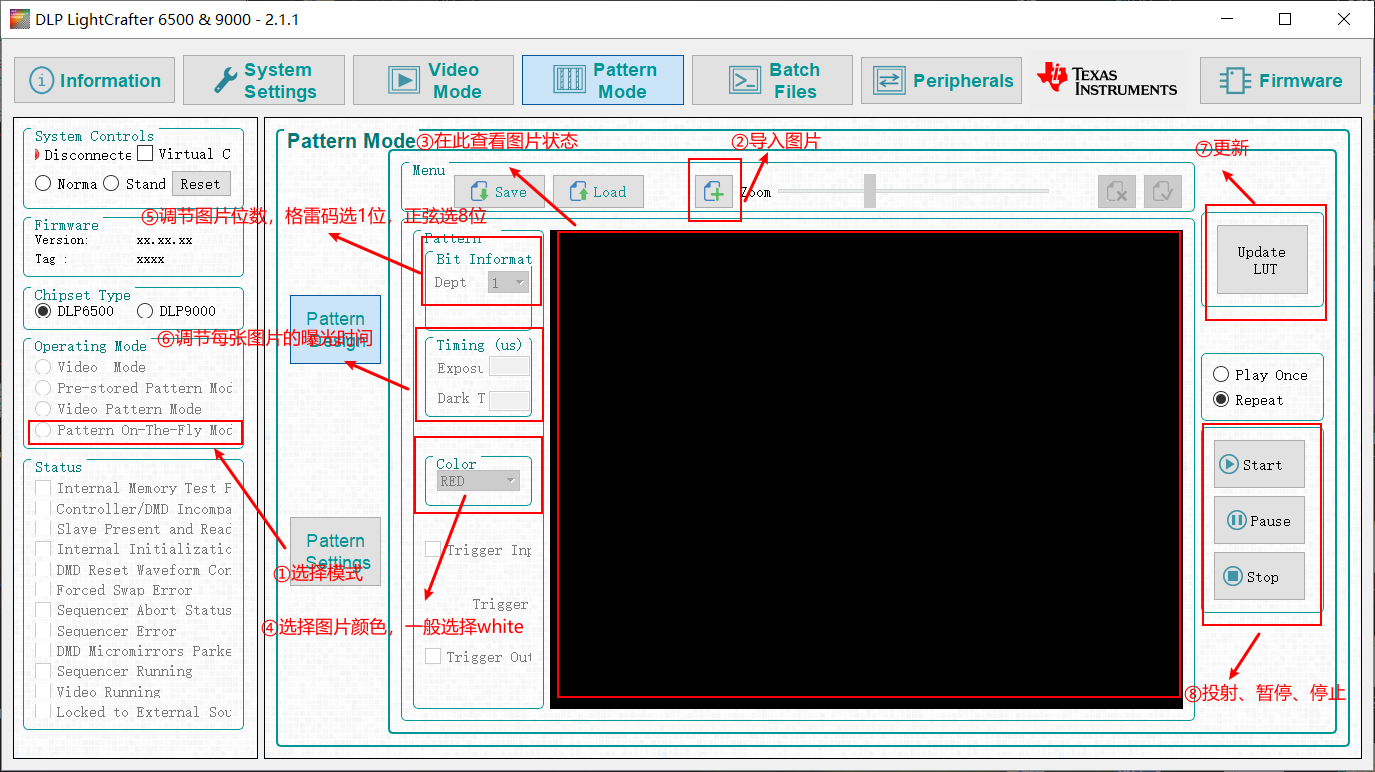 DLP LightCrafter 6500 & 9000 - 2.1.1
Information
System
Settings
Video
Mode
Pattern
Mode
Batch
Files
Peripherals
TEXAS
INSTRUMENTS
Firmware
System Controls
Disconnecte
Virtual C
Norma
Stand
Reset
Firmware
Version:
xx.xx.xx
Tag :
xxxx
Chipset Type
DLP6500
DLP9000
Operating Mode
Video Mode
Pre-stored Pattern Mod
Video Pattern Mode
Pattern On-The-Fly Mod
Status
Internal Memory Test F
Controller/DMD Incompa
Slave Present and Read
Internal Initializatic
DMD Reset Waveform Con
Forced Swap Error
Sequencer Abort Status
Sequencer Error
DMD Micromirrors Parke
Sequencer Running
Video Running
Locked to External Sou
Pattern Mode
③在此查看图片状态
②导入图片
⑦更新
Menu
Save
Load
Zoom
⑤调节图片位数，格雷码选1位，正弦选8位
Pattern
Bit Informat
Dept
1
Pattern
Design
⑥调节每张图片的曝光时间
Timing (us)
Exposu
Dark T
Color
RED
Pattern
Settings
①选择模式
Trigger Inp
Trigger
④选择图片颜色，一般选择white
Trigger Out
Update
LUT
Play Once
Repeat
Start
Pause
Stop
⑧投射、暂停、停止